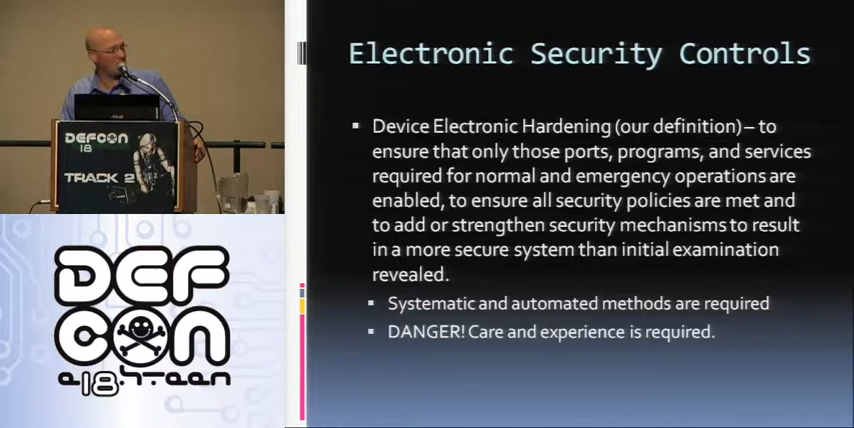 DEFCON
18
TRACK 2
DEF
CON
e18hteen
Electronic Security Controls
Device Electronic Hardening (our definition) – to
ensure that only those ports, programs, and services
required for normal and emergency operations are
enabled, to ensure all security policies are met and
to add or strengthen security mechanisms to result
in a more secure system than initial examination
revealed.
Systematic and automated methods are required
DANGER! Care and experience is required.